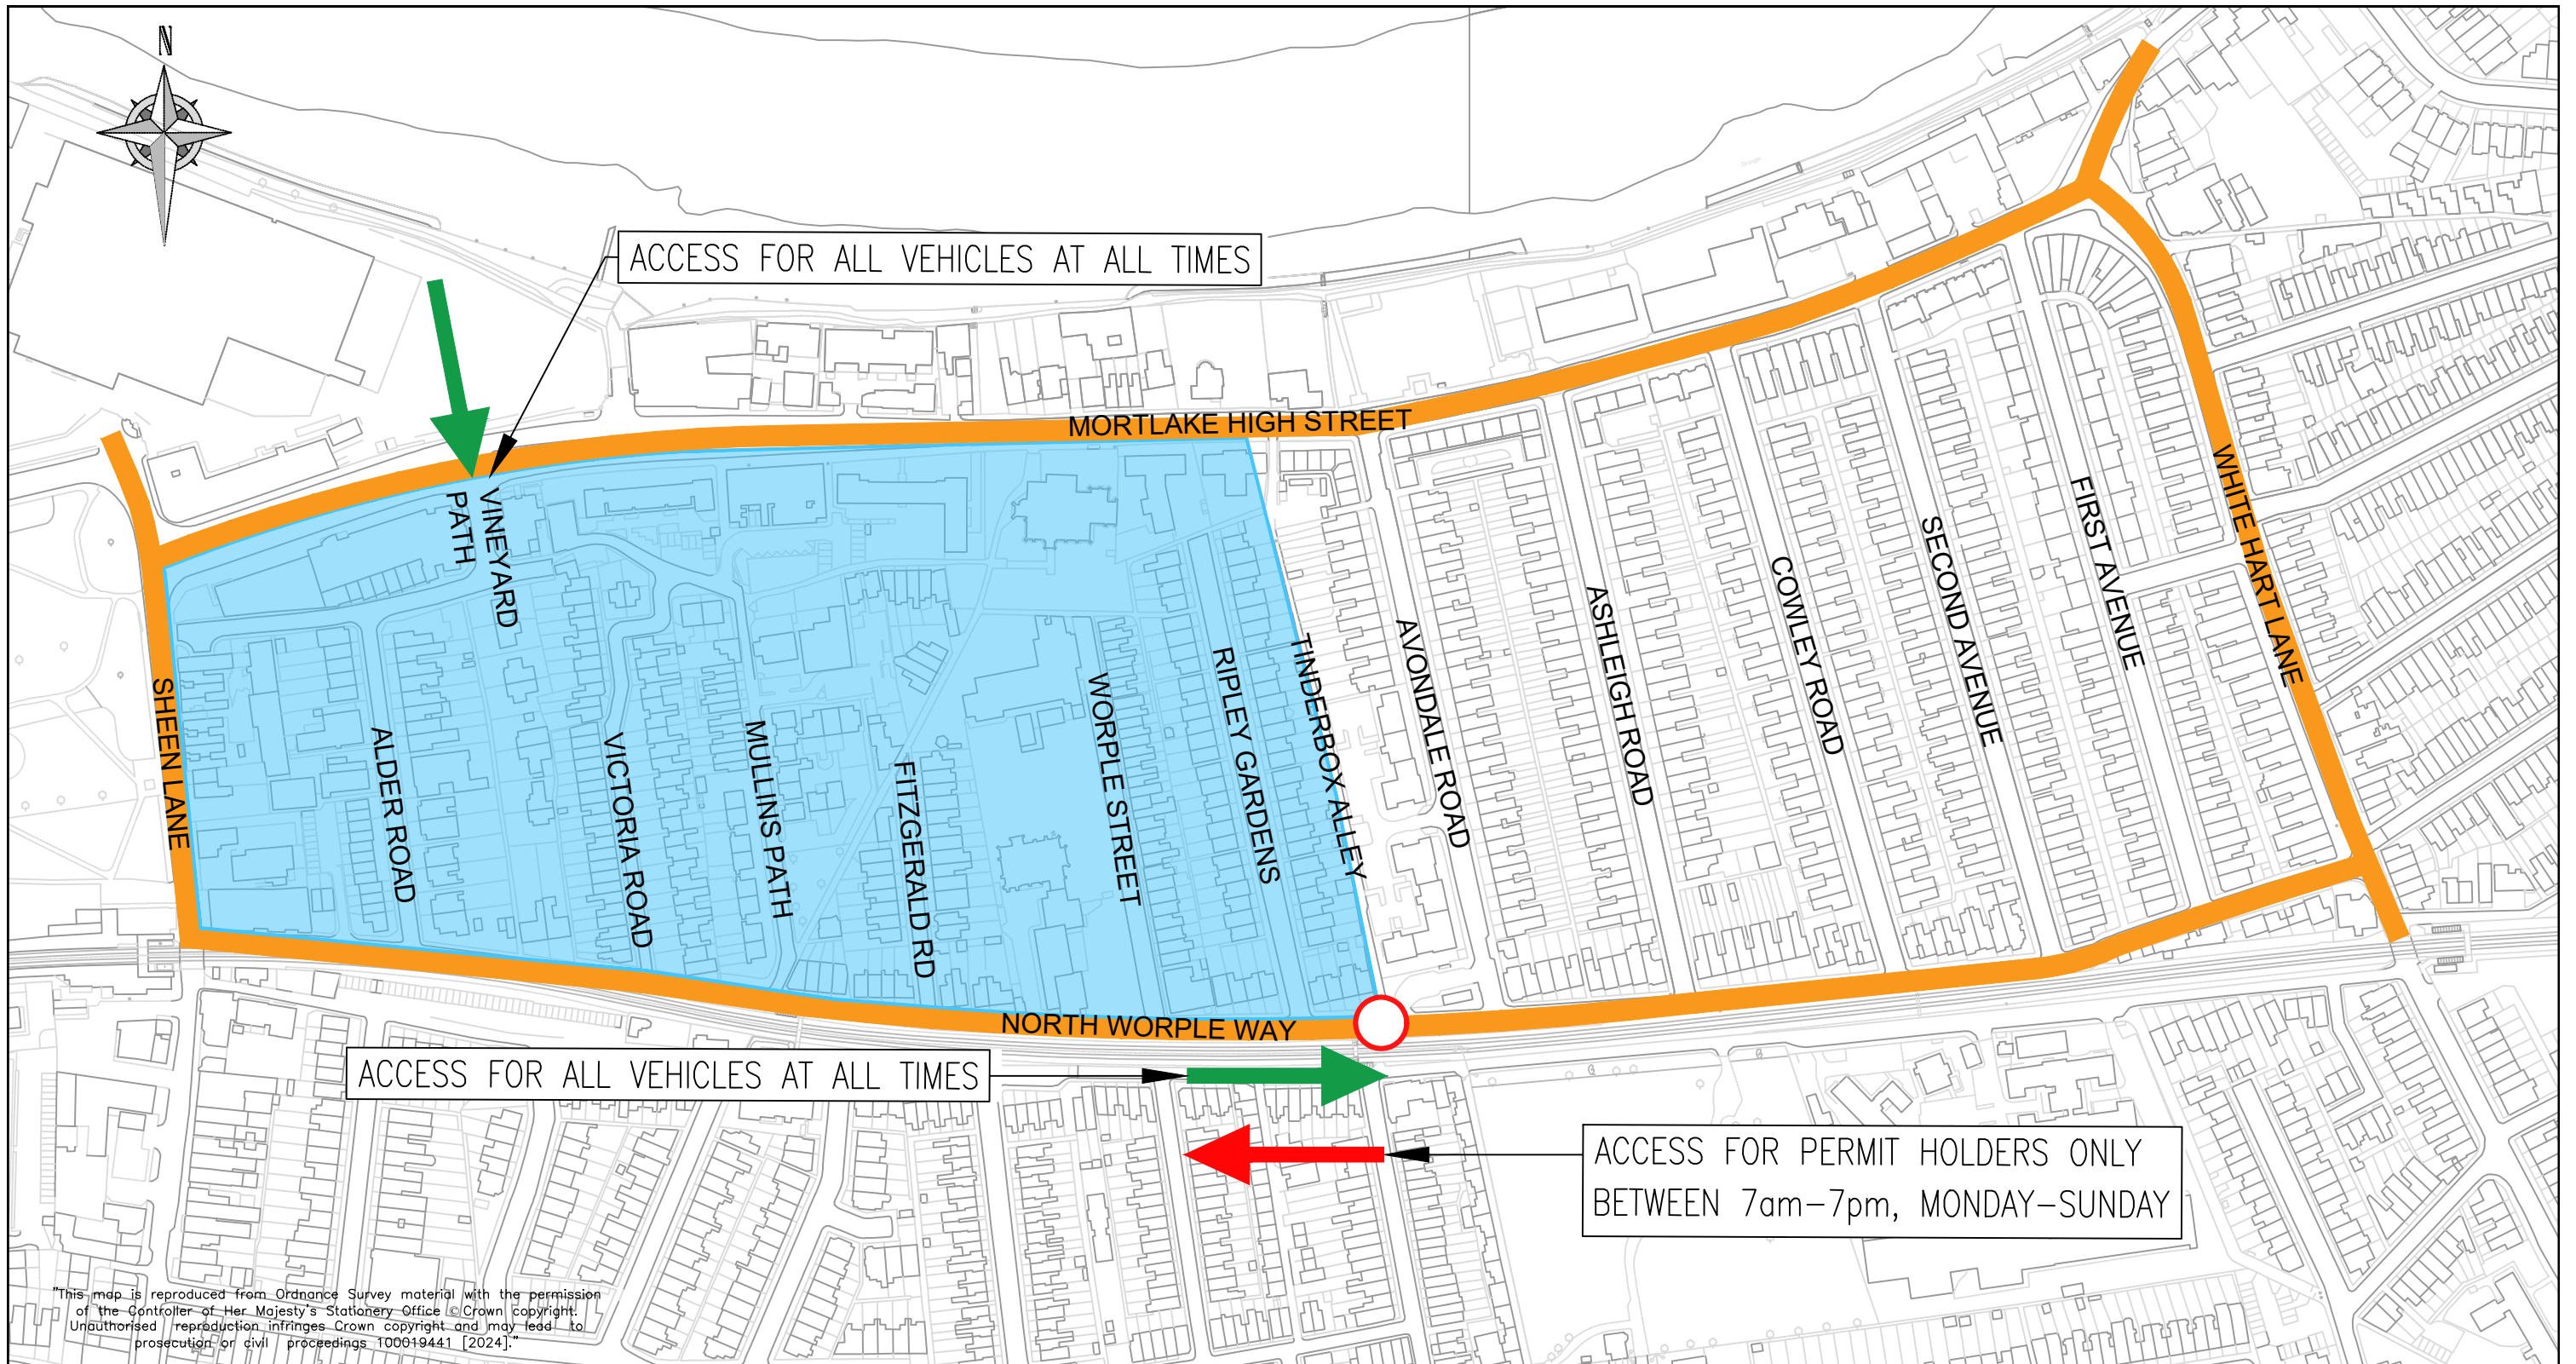 N
ACCESS FOR ALL VEHICLES AT ALL TIMES
MORTLAKE HIGH STREET
VINEYARD
PATH
SHEEN LANE
ALDER ROAD
VICTORIA ROAD
MULLINS PATH
FITZGERALD RD
WORPLE STREET
RIPLEY GARDENS
TINDERBOX ALLEY
AVONDALE ROAD
ASHLEIGH ROAD
COWLEY ROAD
SECOND AVENUE
FIRST AVENUE
WHITE HART LANE
NORTH WORPLE WAY
ACCESS FOR ALL VEHICLES AT ALL TIMES
ACCESS FOR PERMIT HOLDERS ONLY
BETWEEN 7am-7pm, MONDAY-SUNDAY
"This map is reproduced from Ordnance Survey material with the permission
of the Controller of Her Majesty's Stationery Office © Crown copyright.
Unauthorised reproduction infringes Crown copyright and may lead to
prosecution or civil proceedings 100019441 [2024]."